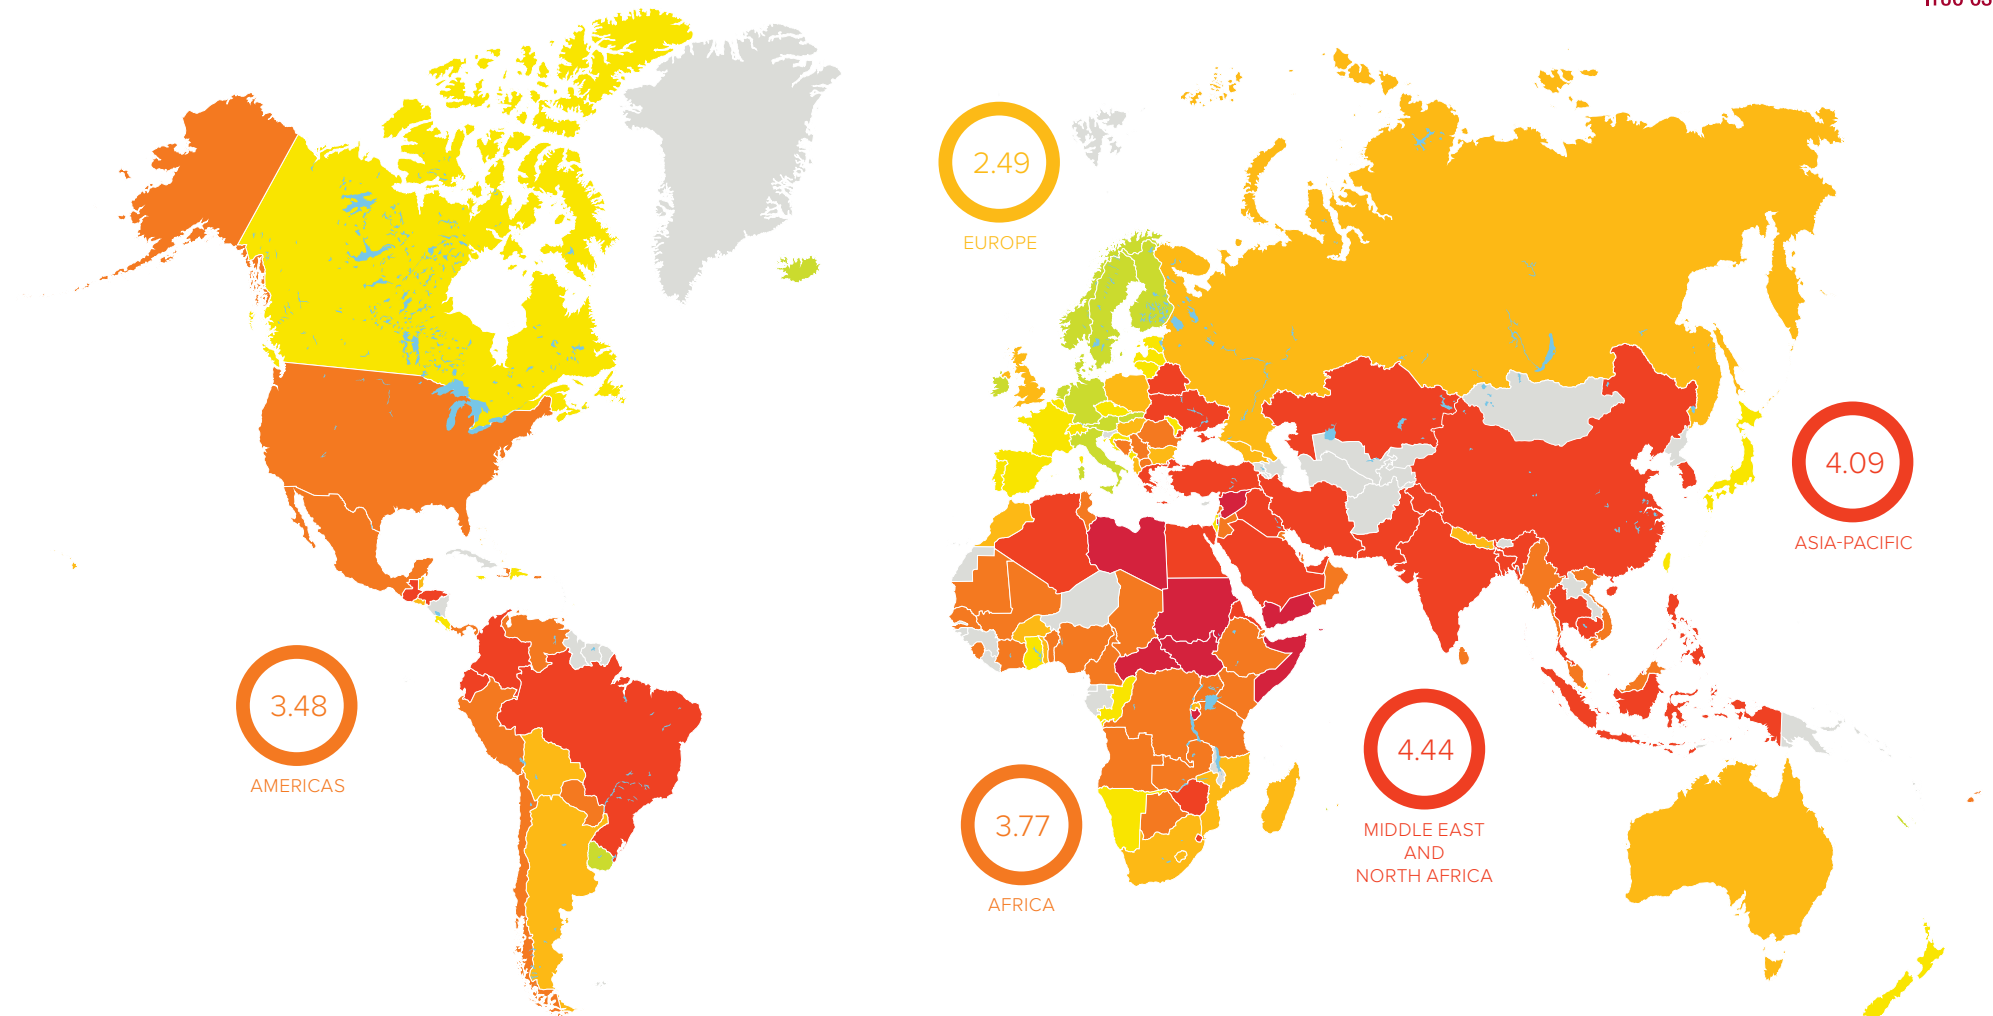 2.49
EUROPE
4.09
ASIA-PACIFIC
3.48
AMERICAS
4.44
MIDDLE EAST
AND
NORTH AFRICA
3.77
AFRICA